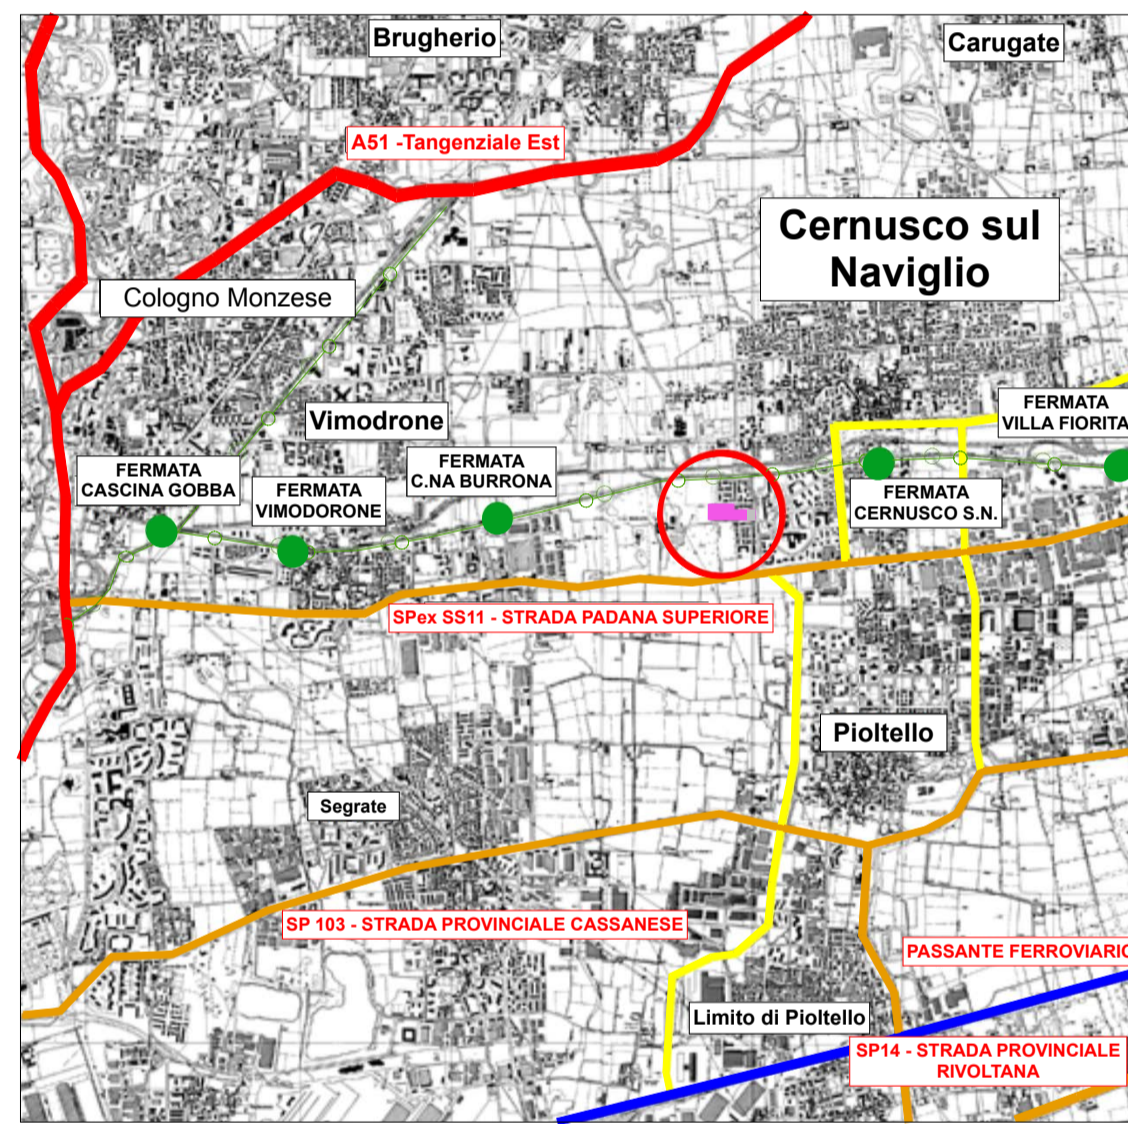 Brugherio
Carugate
A51 -Tangenziale Est
Cernusco sul
Naviglio
Cologno Monzese
Vimodrone
FERMATA
VILLA FIORITA
FERMATA
CASCINA GOBBA
FERMATA
VIMODORONE
FERMATA
C.NA BURRONA
FERMATA
CERNUSCO S.N.
SPex SS11 - STRADA PADANA SUPERIORE
Pioltello
Segrate
SP 103 - STRADA PROVINCIALE CASSANESE
PASSANTE FERROVIARIO
Limito di Pioltello
SP14 - STRADA PROVINCIALE
RIVOLTANA